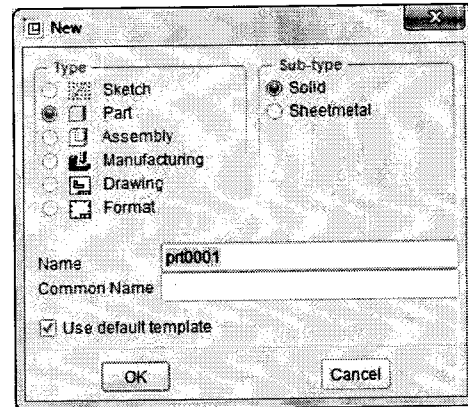 New
Type
Sketch
Part
Assembly
Manufacturing
Drawing
Format
Sub-type
Solid
Sheetmetal
Name
prt0001
Common Name
Use default template
OK
Cancel